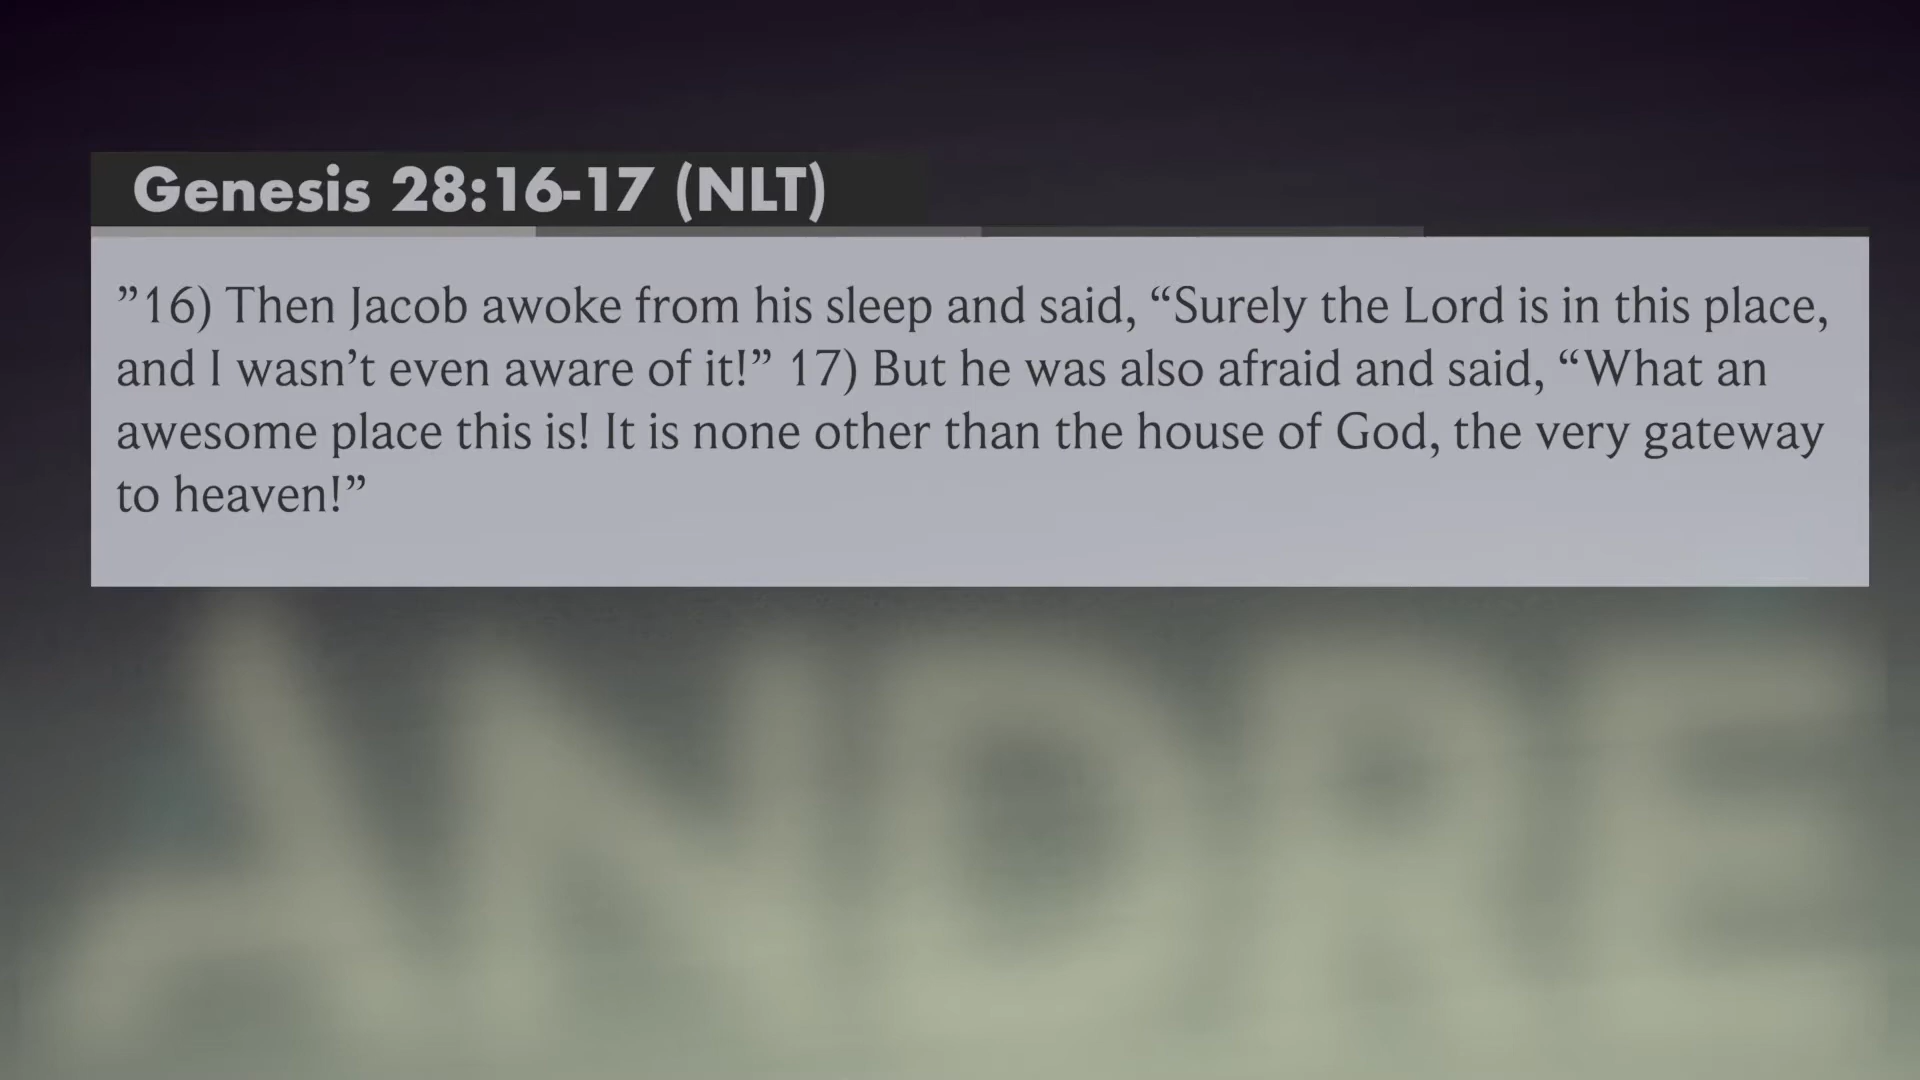 Genesis 28:16-17 (NLT)
”16) Then Jacob awoke from his sleep and said, “Surely the Lord is in this place,
and I wasn’t even aware of it!” 17) But he was also afraid and said, “What an
awesome place this is! It is none other than the house of God, the very gateway
to heaven!”
ANDRE